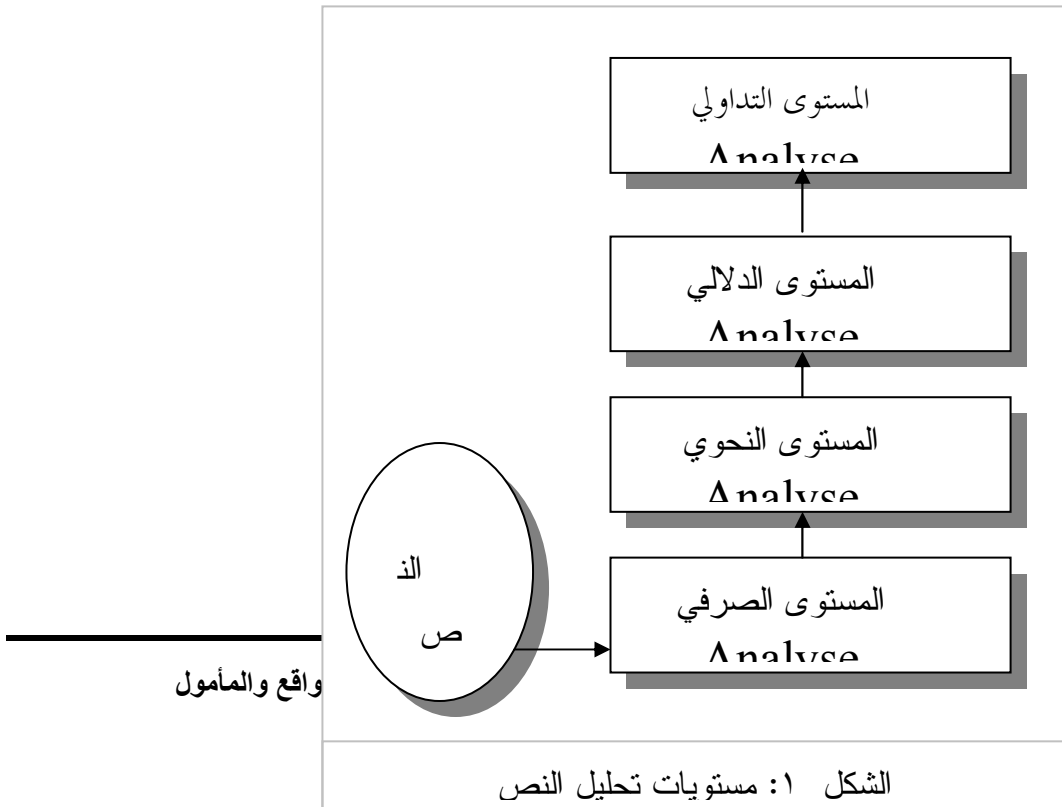 المستوى التداولي
Analyse
المستوى الدلالي
Analyse
المستوى النحوي
Analyse
الذ
ص
المستوى الصرفي
Analyse
واقع والمأمول
الشكل ١: مستويات تحليل النص